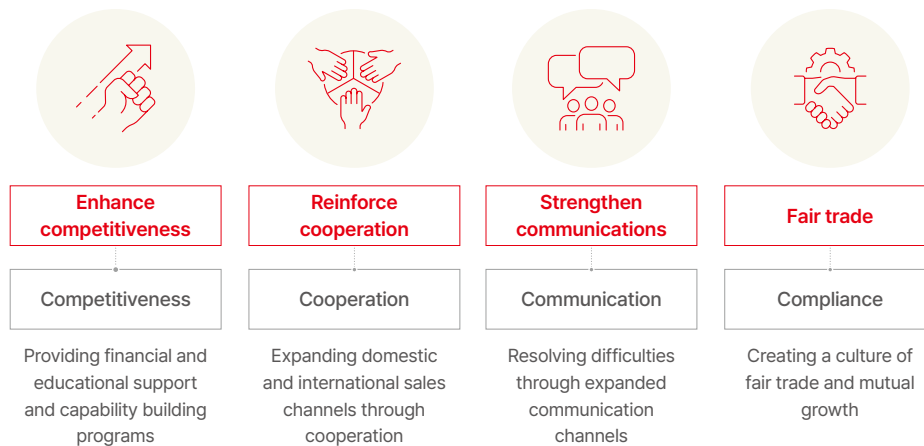 Enhance
competitiveness
Reinforce
cooperation
Strengthen
communications
Fair trade
Competitiveness
Cooperation
Communication
Compliance
Providing financial and
educational support
and capability building
programs
Expanding domestic
and international sales
channels through
cooperation
Resolving difficulties
through expanded
communication
channels
Creating a culture of
fair trade and mutual
growth